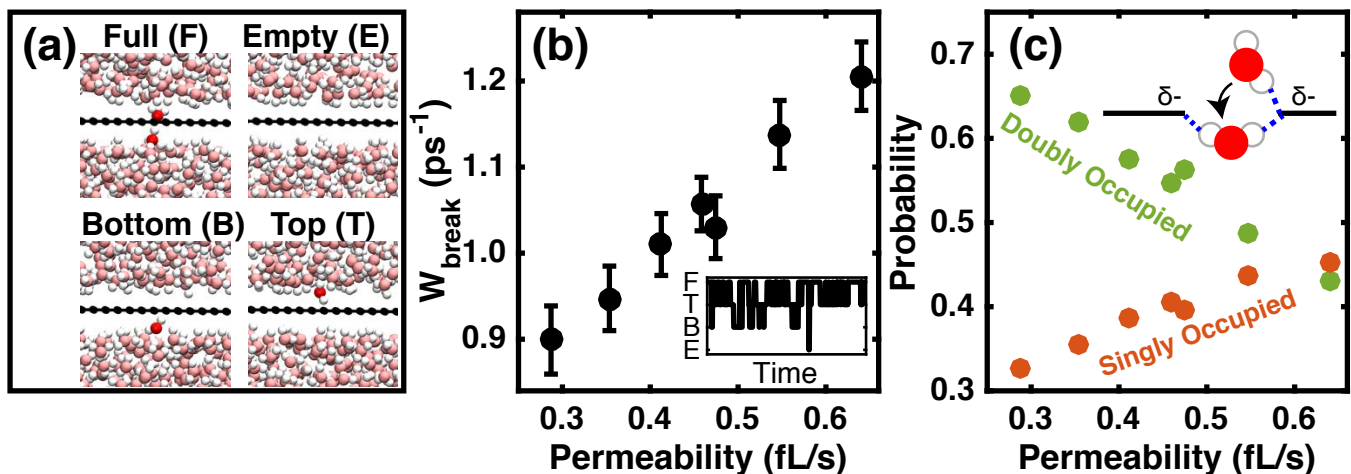 (a)
Full (F) Empty (E)
Bottom (B) Top (T)
(b)
W_break (ps⁻¹)
1.2
1.1
1.0
0.9
F
T
B
E
Time
0.3 0.4 0.5 0.6
Permeability (fL/s)
(c)
Probability
0.7
0.6
0.5
0.4
0.3
δ- δ-
Doubly Occupied
Singly Occupied
0.3 0.4 0.5 0.6
Permeability (fL/s)